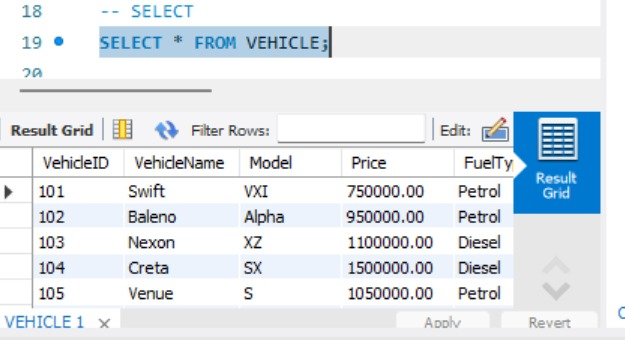 18 -- SELECT
19 SELECT * FROM VEHICLE;
20
Result Grid Filter Rows: Edit:
VehicleID VehicleName Model Price FuelTy
101 Swift VXI 750000.00 Petrol
102 Baleno Alpha 950000.00 Petrol
103 Nexon XZ 1100000.00 Diesel
104 Creta SX 1500000.00 Diesel
105 Venue S 1050000.00 Petrol
Result
Grid
VEHICLE 1 Apply Revert